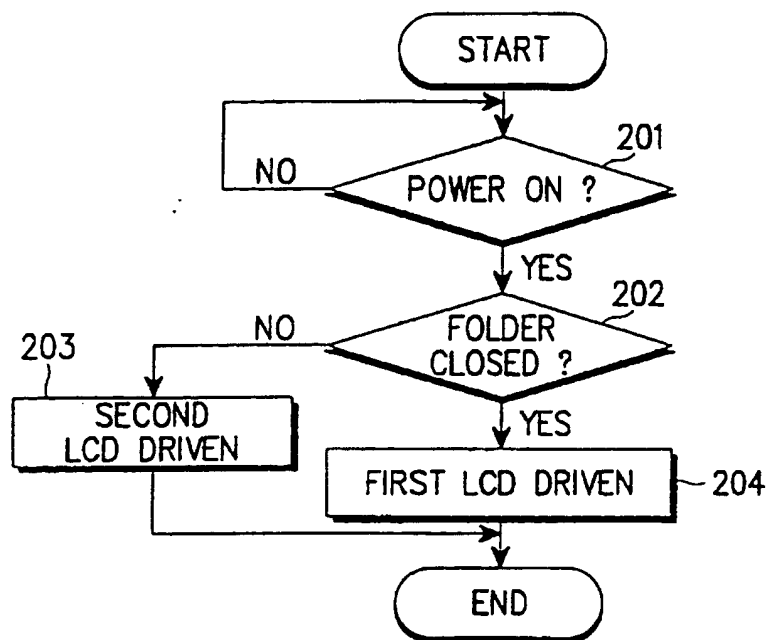 START
201
NO
POWER ON ?
YES
202
NO
FOLDER
CLOSED ?
203
SECOND
LCD DRIVEN
YES
FIRST LCD DRIVEN
204
END